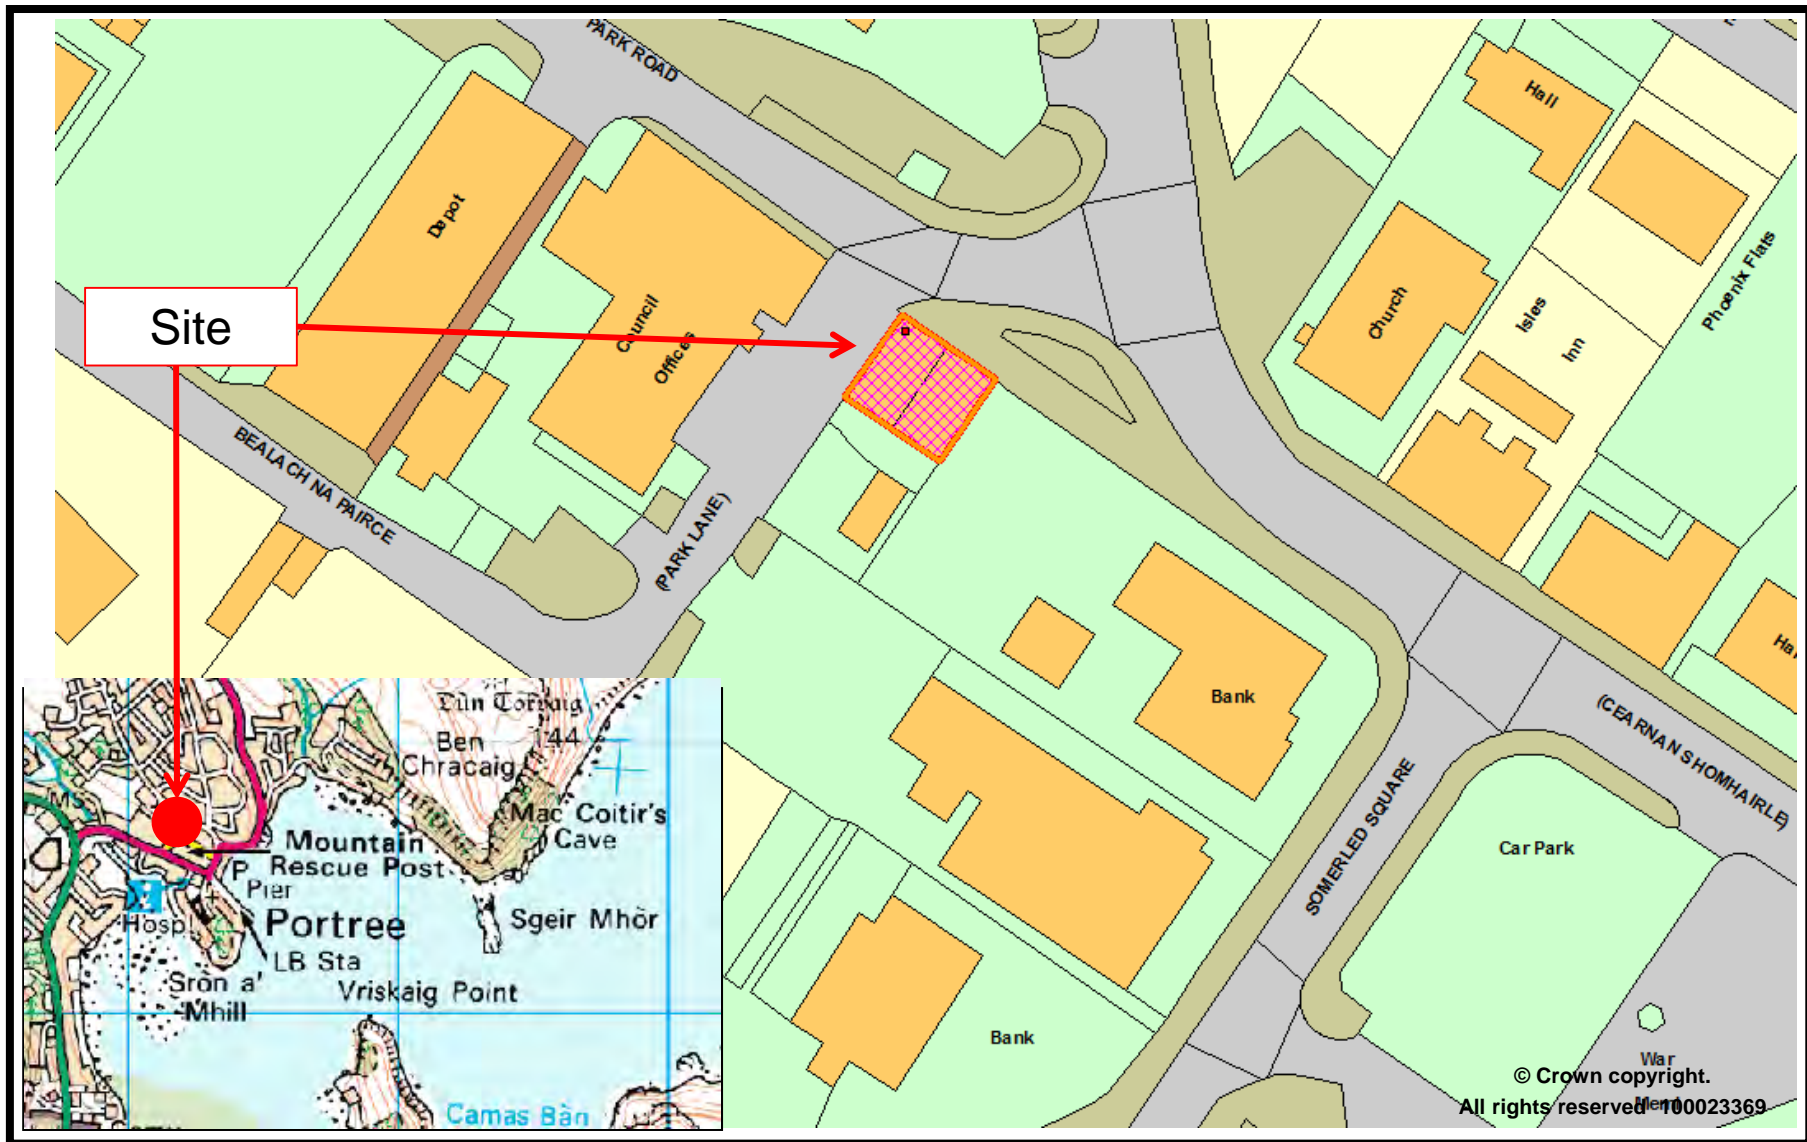 PARK ROAD
Hall
Depot
Phoenix Flats
Site
Council
Offices
Church
Isles
Inn
BEALACH NA PAIRCE
(PARK LANE)
Bank
(CEARNAN SHOMHAIRLE)
SOMERLED SQUARE
Car Park
Bank
War
Meml
© Crown copyright.
All rights reserved 100023369
Dùn Torvaig
Ben
Chracaig
144
MS
Mac Coitir's
Cave
Mountain
Rescue Post
P
Pier
Hosp
Portree
Sgeir Mhòr
LB Sta
Sròn a'
Mhill
Vriskaig Point
Camas Bàn